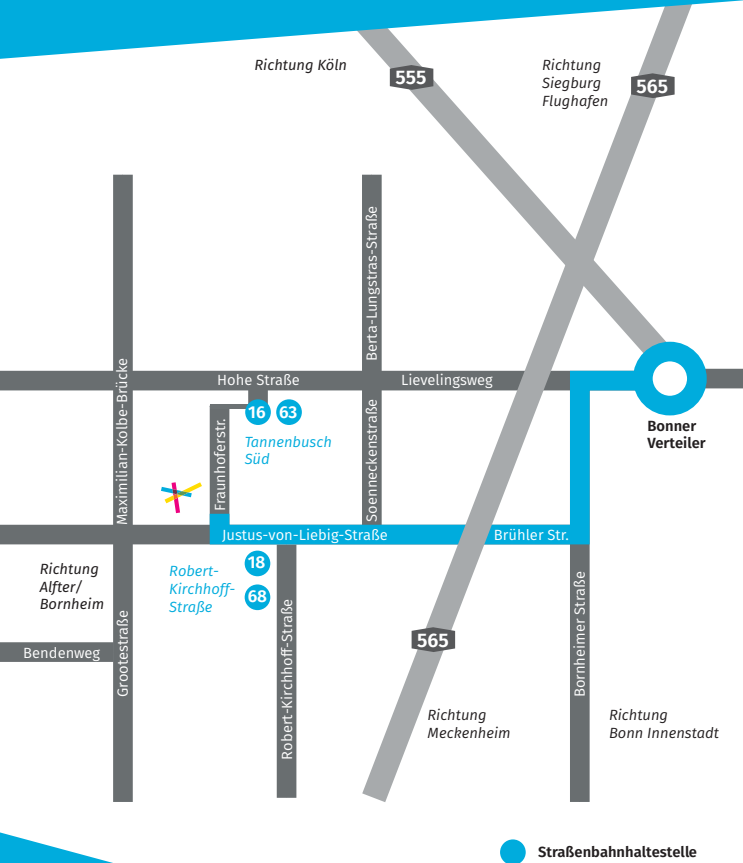 Richtung Köln
555
Richtung
Siegburg
Flughafen
565
Berta-Lungstras-Straße
Maximilian-Kolbe-Brücke
Hohe Straße
Lievelingsweg
Bonner
Verteiler
16
63
Tannenbusch
Süd
Fraunhoferstr.
Soenneckenstraße
Justus-von-Liebig-Straße
Brühler Str.
Richtung
Alfter/
Bornheim
Robert-
Kirchhoff-
Straße
18
68
Bendenweg
Grootestraße
Robert-Kirchhoff-Straße
565
Bornheimer Straße
Richtung
Meckenheim
Richtung
Bonn Innenstadt
Straßenbahnhaltestelle